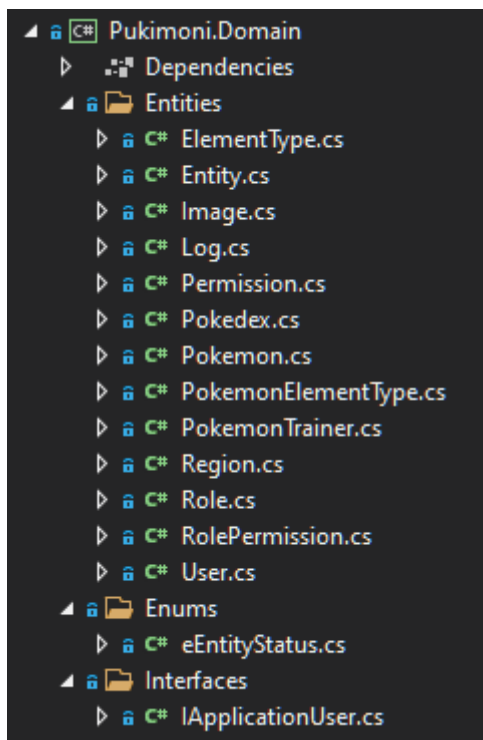 C# Pukimoni.Domain
Dependencies
Entities
C# ElementType.cs
C# Entity.cs
C# Image.cs
C# Log.cs
C# Permission.cs
C# Pokedex.cs
C# Pokemon.cs
C# PokemonElementType.cs
C# PokemonTrainer.cs
C# Region.cs
C# Role.cs
C# RolePermission.cs
C# User.cs
Enums
C# eEntityStatus.cs
Interfaces
C# IApplicationUser.cs